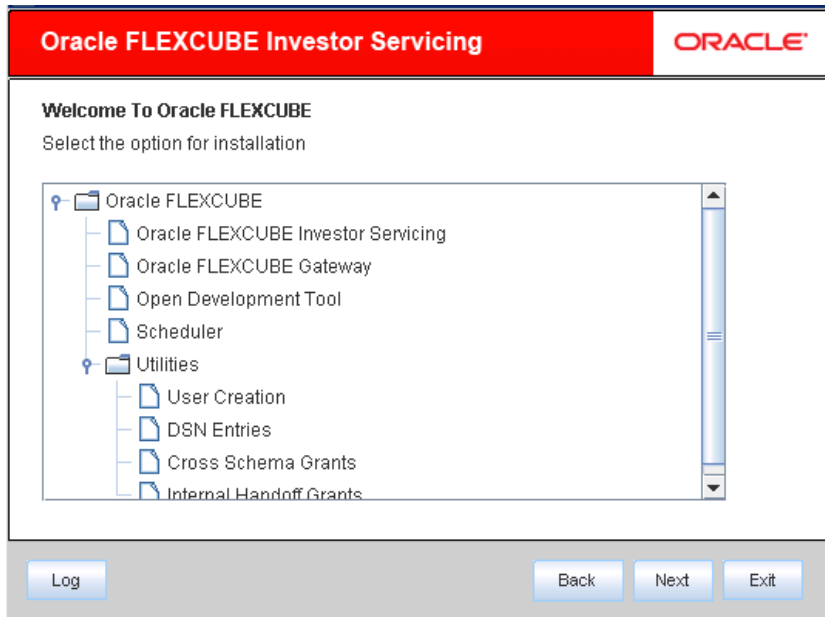 Oracle FLEXCUBE Investor Servicing
ORACLE
Welcome To Oracle FLEXCUBE
Select the option for installation
Oracle FLEXCUBE
Oracle FLEXCUBE Investor Servicing
Oracle FLEXCUBE Gateway
Open Development Tool
Scheduler
Utilities
User Creation
DSN Entries
Cross Schema Grants
Internal Handoff Grants
Log
Back
Next
Exit